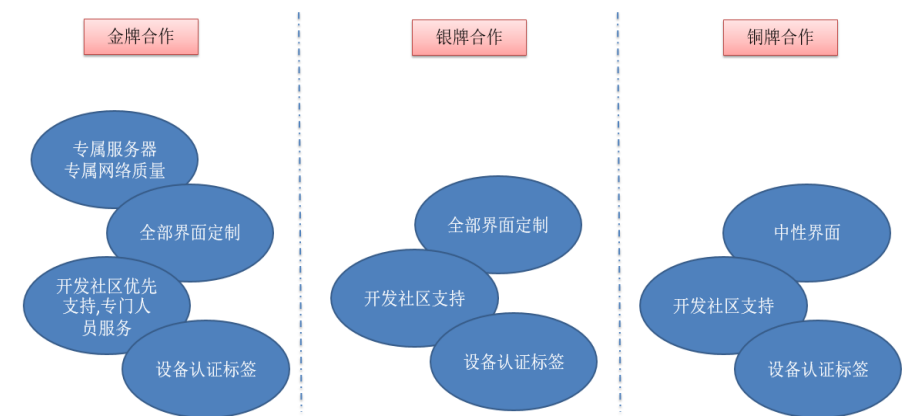 金牌合作
专属服务器
专属网络质量
全部界面定制
开发社区优先
支持,专门人
员服务
设备认证标签
银牌合作
全部界面定制
开发社区支持
设备认证标签
铜牌合作
中性界面
开发社区支持
设备认证标签